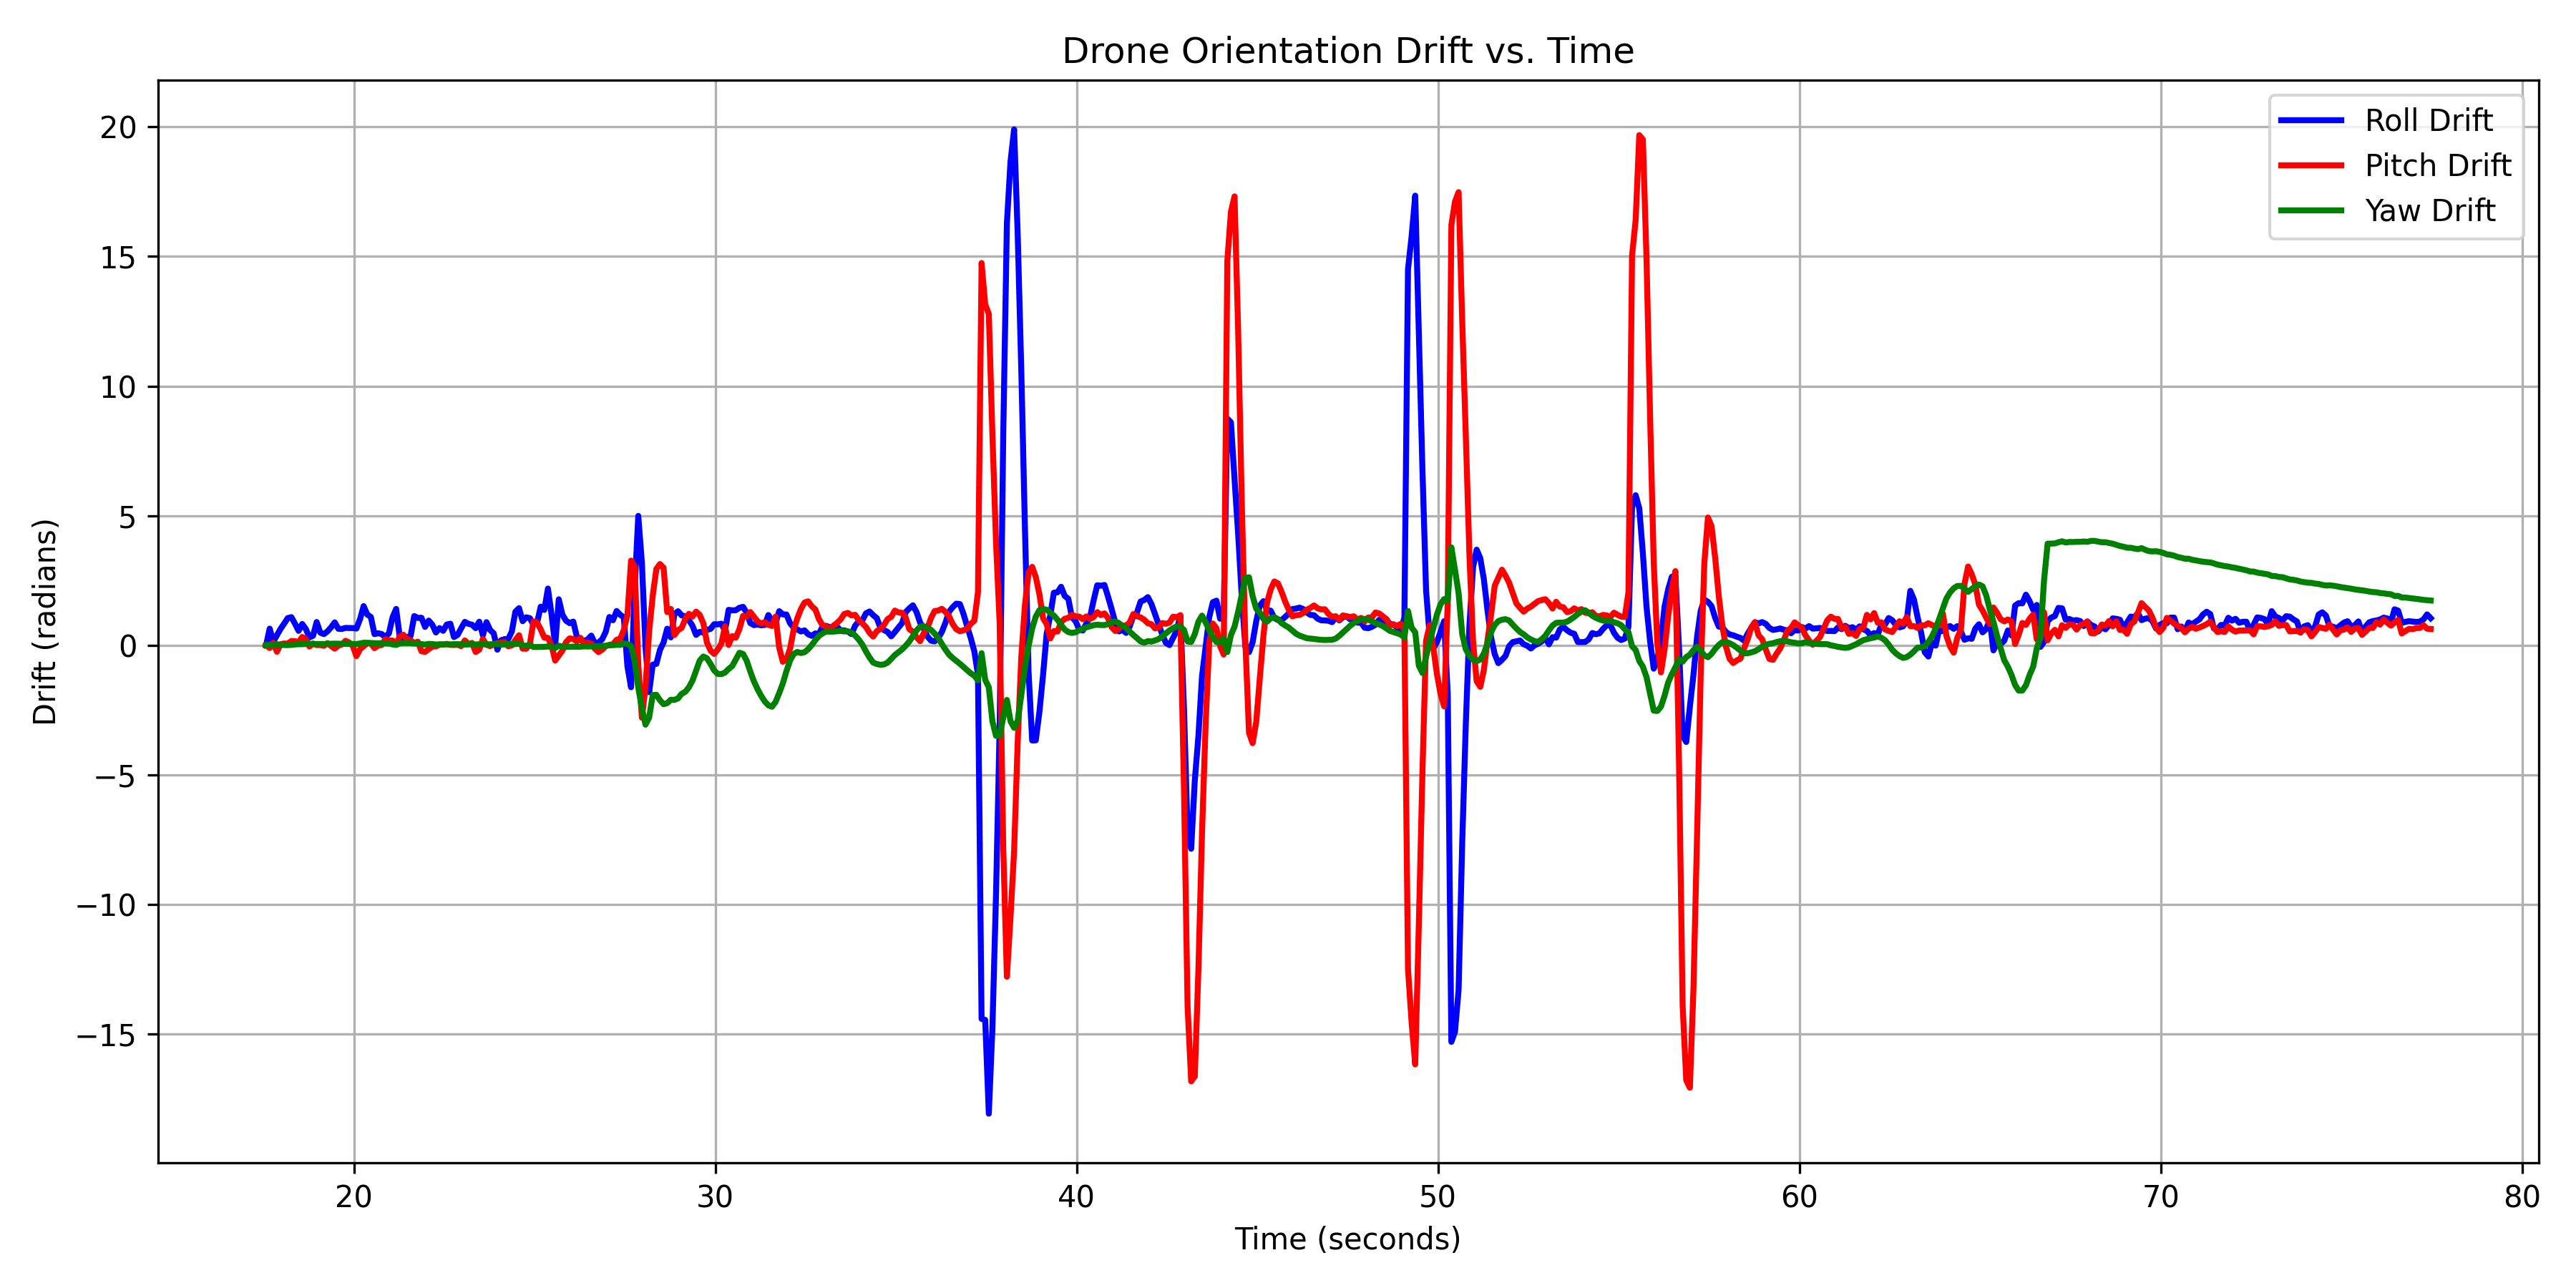 Drone Orientation Drift vs. Time
Roll Drift
Pitch Drift
Yaw Drift
Drift (radians)
20
15
10
5
0
−5
−10
−15
20 30 40 50 60 70 80
Time (seconds)